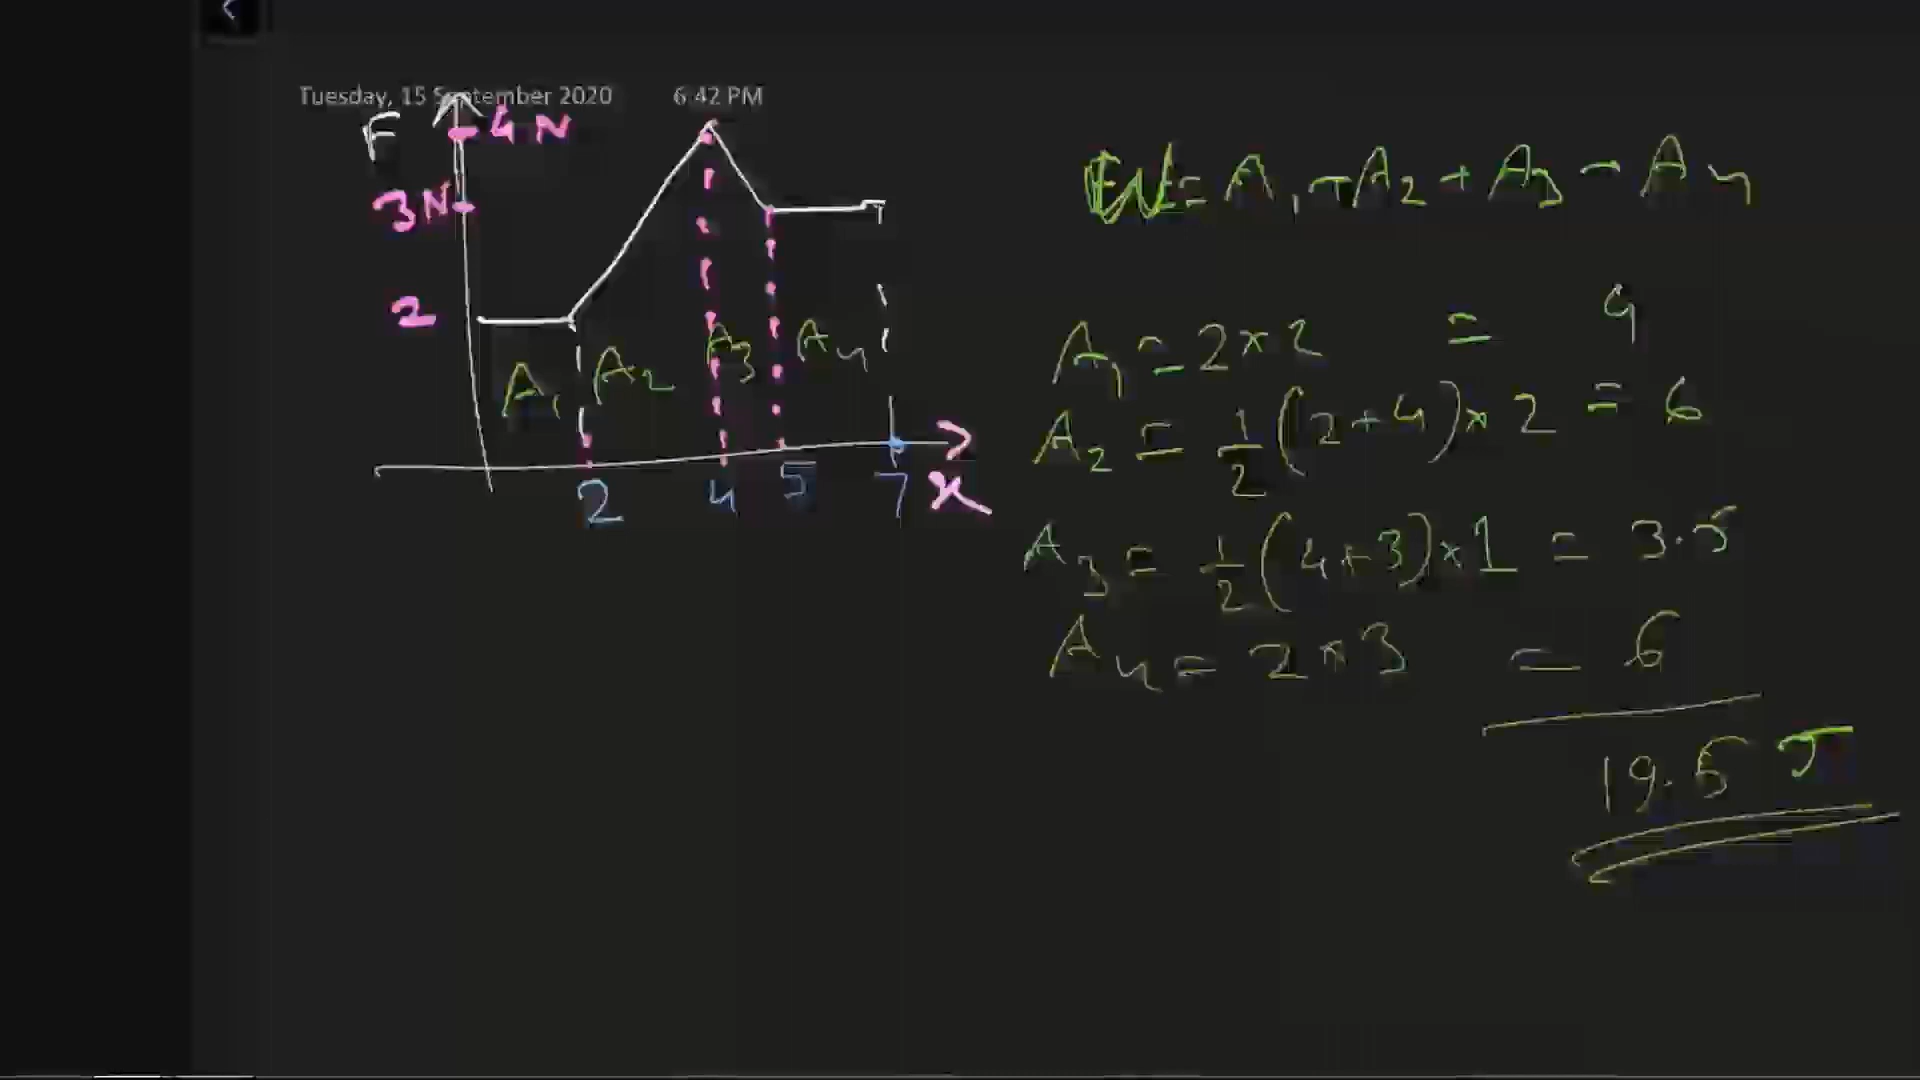 Tuesday, 15 September 2020 6:42 PM
F 4 N
3 N
2
A1 A2 A3 A4
2 4 5 7 x
W = A1 + A2 + A3 - A4
A1 = 2 × 2 = 4
A2 = 1/2 (2+4) × 2 = 6
A3 = 1/2 (4+3) × 1 = 3.5
A4 = 2 × 3 = 6
19.5 J